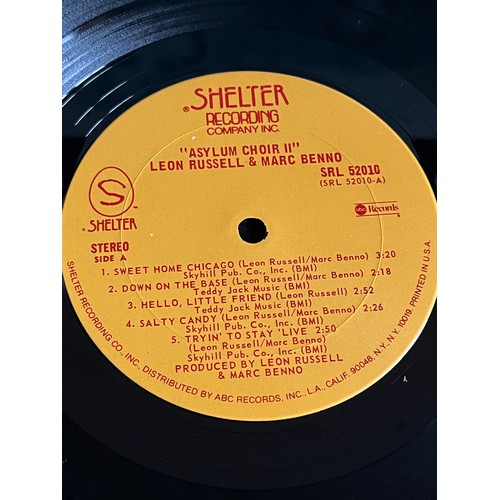 ® SHELTER
RECORDING
COMPANY INC.
"ASYLUM CHOIR II"
LEON RUSSELL & MARC BENNO
SRL 52010
(SRL 52010-A)
S
® SHELTER
abc Records
STEREO
SIDE A
1. SWEET HOME CHICAGO (Leon Russell/Marc Benno) 3:20
Skyhill Pub. Co., Inc. (BMI)
2. DOWN ON THE BASE (Leon Russell/Marc Benno) 2:18
Teddy Jack Music (BMI)
3. HELLO, LITTLE FRIEND (Leon Russell) 2:52
Teddy Jack Music (BMI)
4. SALTY CANDY (Leon Russell/Marc Benno) 2:26
Skyhill Pub. Co., Inc. (BMI)
5. TRYIN' TO STAY 'LIVE 2:50
(Leon Russell/Marc Benno)
Skyhill Pub. Co., Inc. (BMI)
PRODUCED BY LEON RUSSELL
& MARC BENNO
SHELTER RECORDING CO., INC., DISTRIBUTED BY ABC RECORDS, INC., L.A., CALIF. 90048, N.Y., N.Y. 10019. PRINTED IN U.S.A.